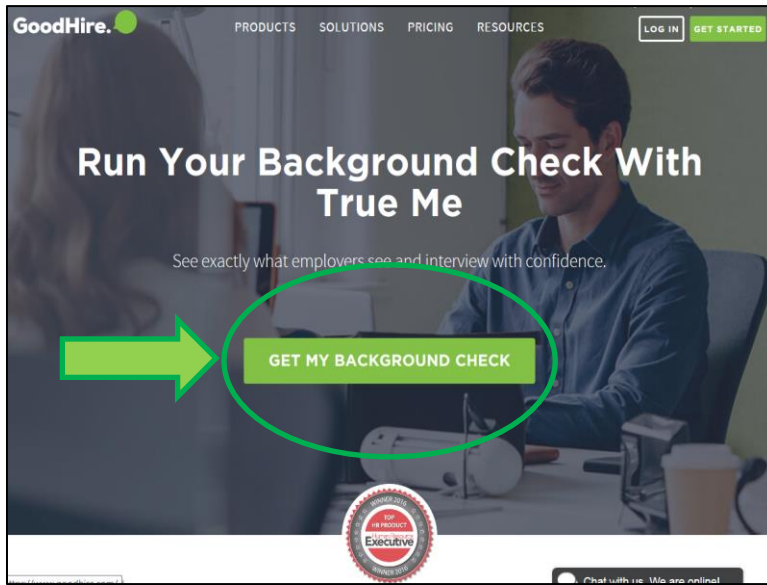 GoodHire.
PRODUCTS SOLUTIONS PRICING RESOURCES LOG IN GET STARTED
Run Your Background Check With
True Me
See exactly what employers see and interview with confidence.
GET MY BACKGROUND CHECK
WINNER 2016
TOP
HR PRODUCT
Human Resource
Executive
WINNER 2016
Chat with us. We are online!